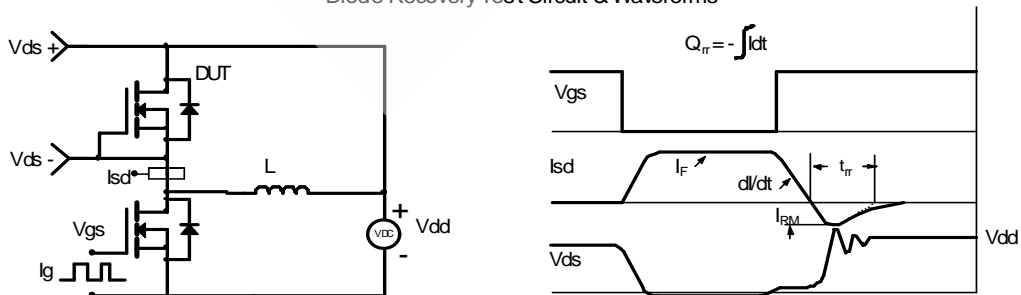 Diode Recovery Test Circuit & Waveforms
Vds +
DUT
Vds -
Isd
L
Vgs
Ig
+
VDC
-
Vdd
Qrr = - ∫Idt
Vgs
Isd
IF
dI/dt
trr
IRM
Vdd
Vds